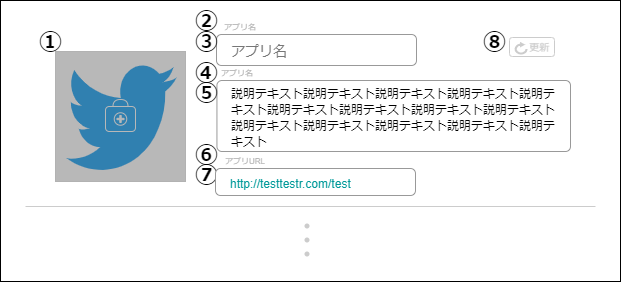 ② アプリ名
① ③ アプリ名 ⑧ 更新
④ アプリ名
⑤ 説明テキスト説明テキスト説明テキスト説明テキスト説明テ
キスト説明テキスト説明テキスト説明テキスト説明テキスト
説明テキスト説明テキスト説明テキスト説明テキスト説明テ
キスト
⑥ アプリURL
⑦ http://testtestr.com/test